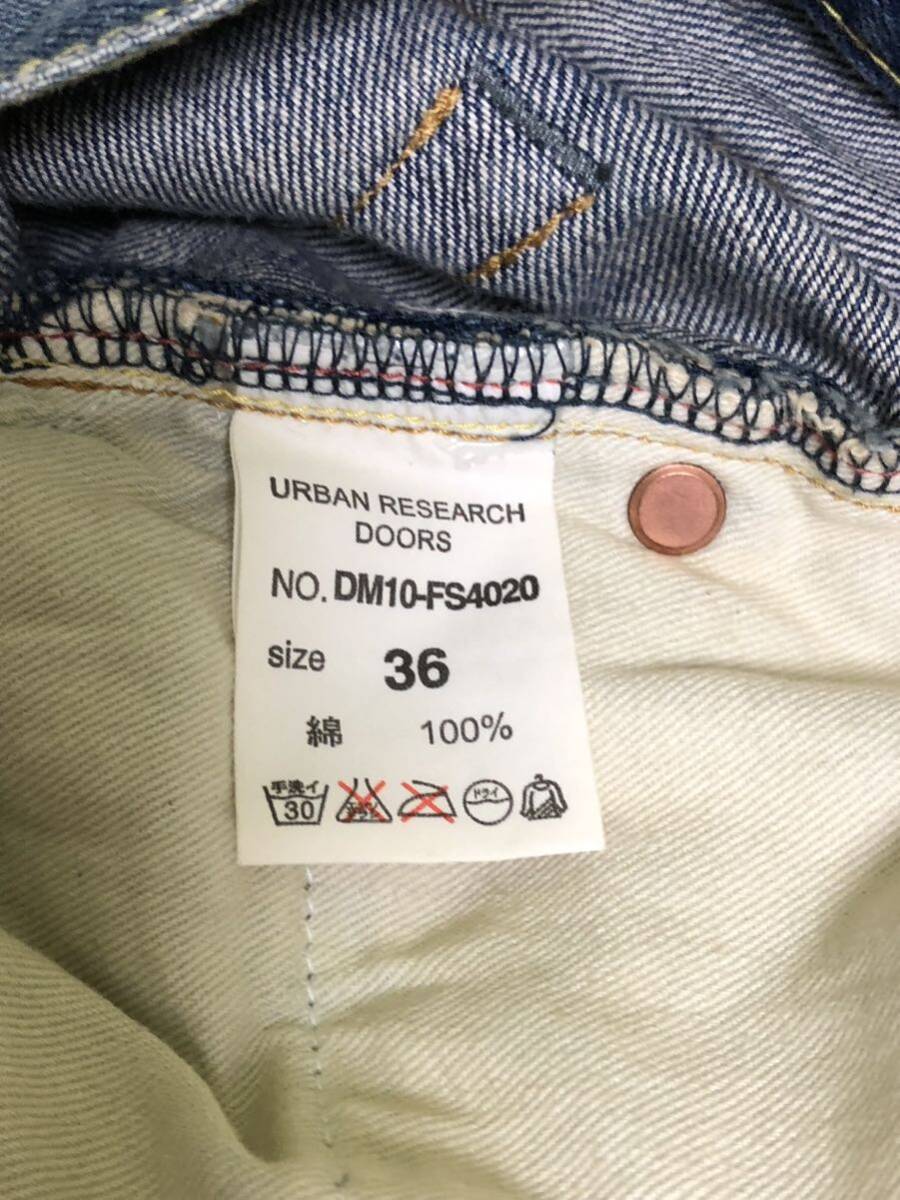 URBAN RESEARCH
DOORS
NO. DM10-FS4020
size 36
綿 100%
手洗イ
30
ドライ